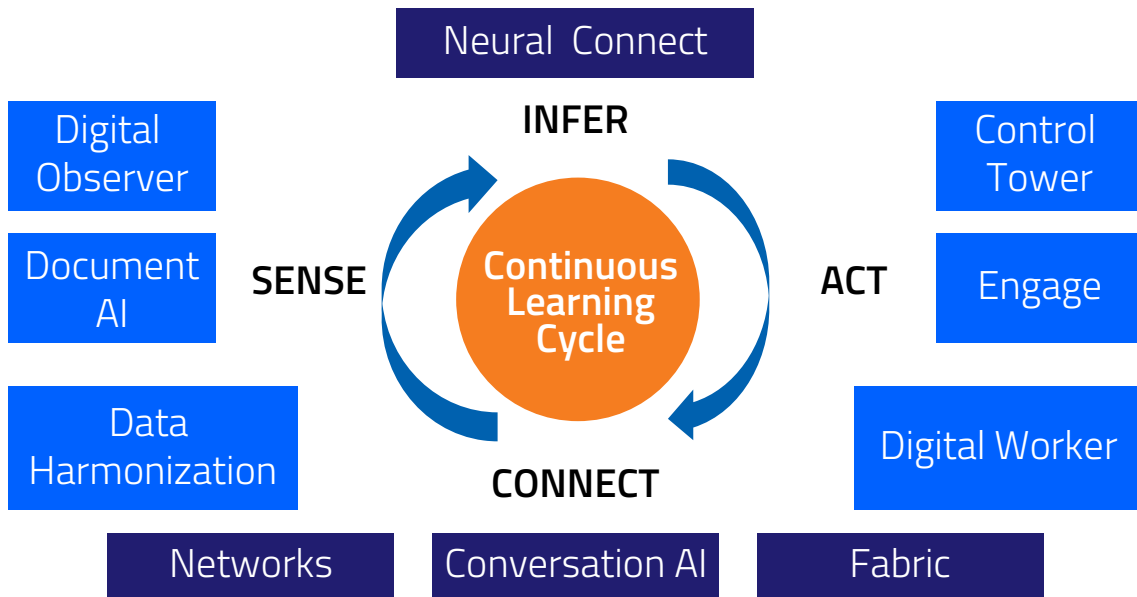 Neural Connect
INFER
Digital
Observer
Control
Tower
Document
AI
SENSE
Continuous
Learning
Cycle
ACT
Engage
Data
Harmonization
Digital Worker
CONNECT
Networks
Conversation AI
Fabric